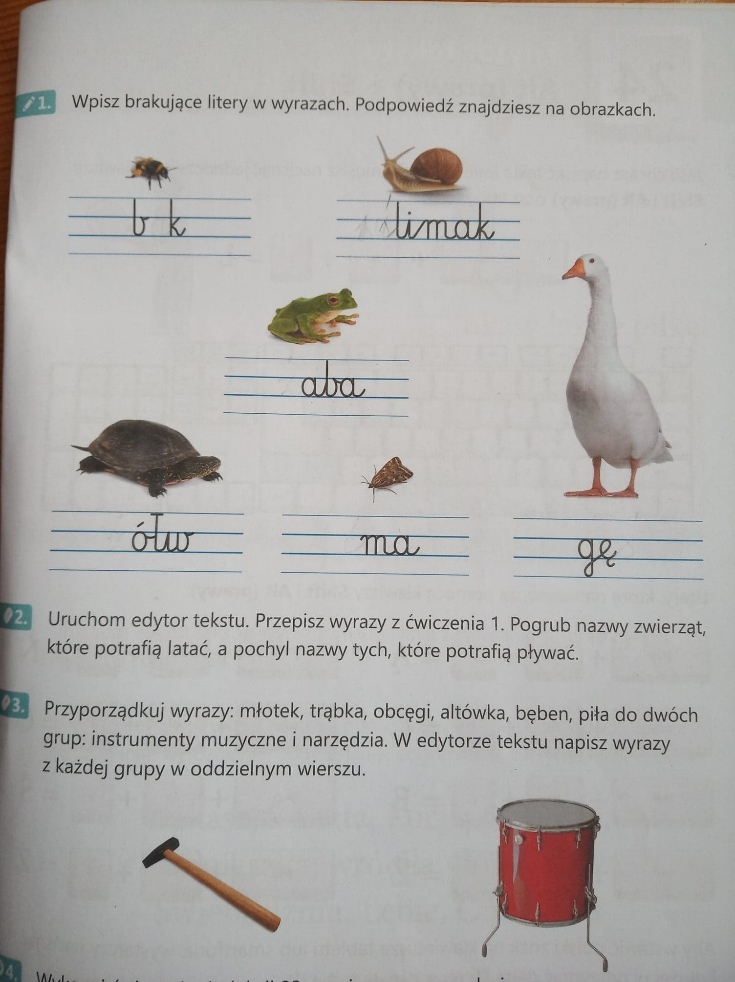 1. Wpisz brakujące litery w wyrazach. Podpowiedź znajdziesz na obrazkach.
b k
limak
aba
ółw
ma
gę
2. Uruchom edytor tekstu. Przepisz wyrazy z ćwiczenia 1. Pogrub nazwy zwierząt,
które potrafią latać, a pochyl nazwy tych, które potrafią pływać.
3. Przyporządkuj wyrazy: młotek, trąbka, obcęgi, altówka, bęben, piła do dwóch
grup: instrumenty muzyczne i narzędzia. W edytorze tekstu napisz wyrazy
z każdej grupy w oddzielnym wierszu.
4.